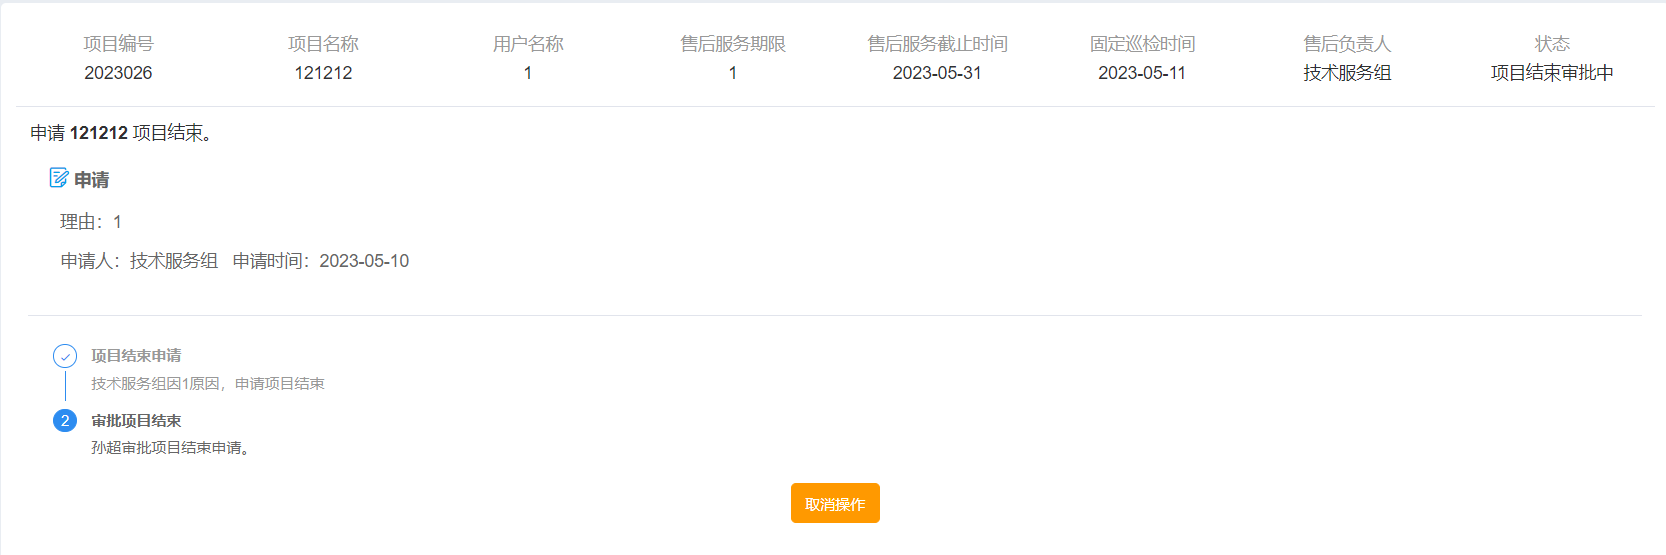 项目编号 项目名称 用户名称 售后服务期限 售后服务截止时间 固定巡检时间 售后负责人 状态
2023026 121212 1 1 2023-05-31 2023-05-11 技术服务组 项目结束审批中
申请 121212 项目结束。
申请
理由：1
申请人：技术服务组 申请时间：2023-05-10
项目结束申请
技术服务组因1原因，申请项目结束
2 审批项目结束
孙超审批项目结束申请。
取消操作